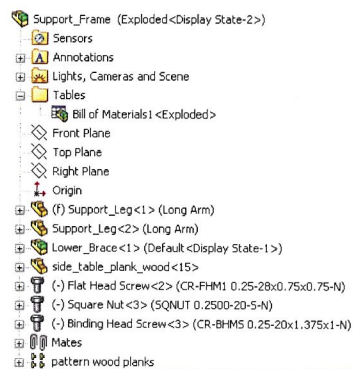 Support_Frame (Exploded<Display State-2>)
Sensors
A Annotations
Lights, Cameras and Scene
Tables
Bill of Materials1 <Exploded>
Front Plane
Top Plane
Right Plane
Origin
(f) Support_Leg<1> (Long Arm)
Support_Leg<2> (Long Arm)
Lower_Brace<1> (Default<Display State-1>)
side_table_plank_wood<15>
(-) Flat Head Screw<2> (CR-FHM1 0.25-28x0.75x0.75-N)
(-) Square Nut<3> (SQNUT 0.2500-20-S-N)
(-) Binding Head Screw<3> (CR-BHMS 0.25-20x1.375x1-N)
Mates
pattern wood planks